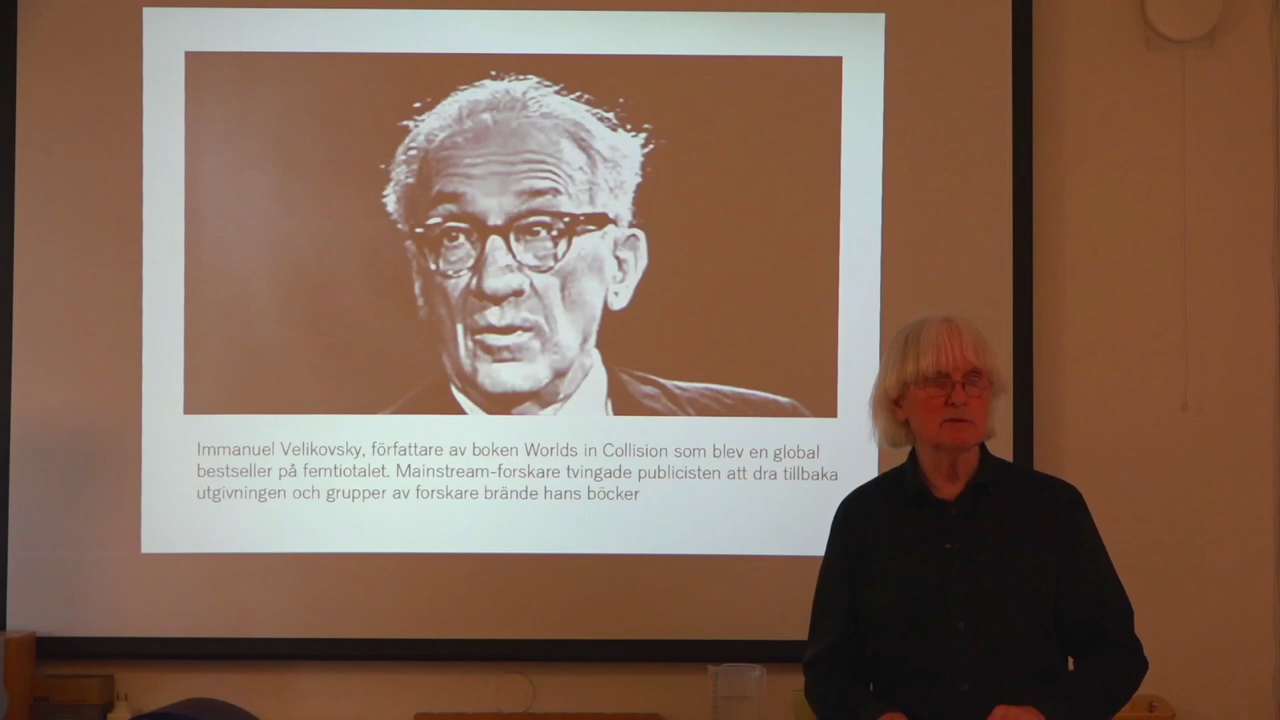 Immanuel Velikovsky, författare av boken Worlds in Collision som blev en global
bestseller på femtiotalet. Mainstream-forskare tvingade publicisten att dra tillbaka
utgivningen och grupper av forskare brände hans böcker